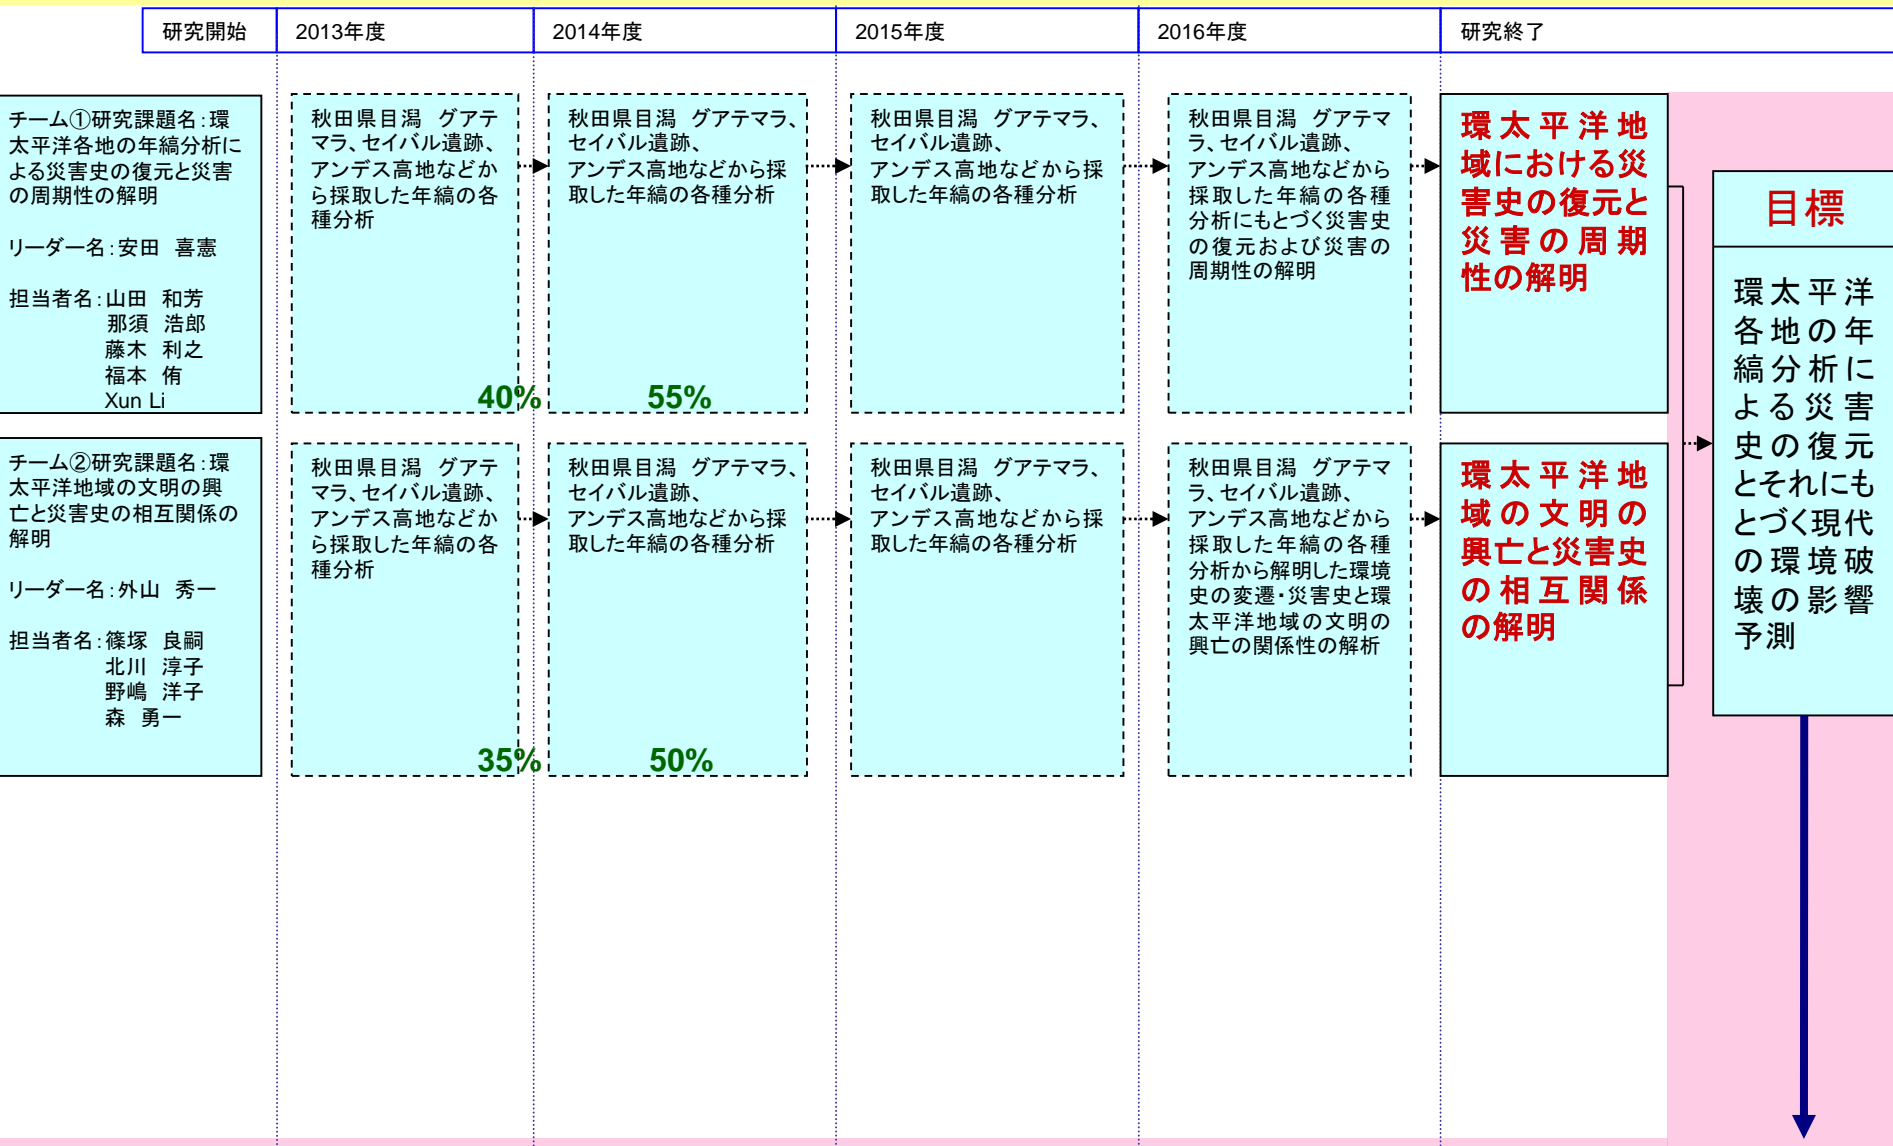 研究開始
2013年度
2014年度
2015年度
2016年度
研究終了
チーム①研究課題名：環
太平洋各地の年縞分析に
よる災害史の復元と災害
の周期性の解明
リーダー名：安田　喜憲
担当者名：山田　和芳
那須　浩郎
藤木　利之
福本　侑
Xun Li
秋田県目潟　グアテ
マラ、セイバル遺跡、
アンデス高地などか
ら採取した年縞の各
種分析
40%
秋田県目潟　グアテマラ、
セイバル遺跡、
アンデス高地などから採
取した年縞の各種分析
55%
秋田県目潟　グアテマラ、
セイバル遺跡、
アンデス高地などから採
取した年縞の各種分析
秋田県目潟　グアテマ
ラ、セイバル遺跡、
アンデス高地などから
採取した年縞の各種
分析にもとづく災害史
の復元および災害の
周期性の解明
環太平洋地
域における災
害史の復元と
災害の周期
性の解明
チーム②研究課題名：環
太平洋地域の文明の興
亡と災害史の相互関係の
解明
リーダー名：外山　秀一
担当者名：篠塚　良嗣
北川　淳子
野嶋　洋子
森　勇一
秋田県目潟　グアテ
マラ、セイバル遺跡、
アンデス高地などか
ら採取した年縞の各
種分析
35%
秋田県目潟　グアテマラ、
セイバル遺跡、
アンデス高地などから採
取した年縞の各種分析
50%
秋田県目潟　グアテマラ、
セイバル遺跡、
アンデス高地などから採
取した年縞の各種分析
秋田県目潟　グアテマ
ラ、セイバル遺跡、
アンデス高地などから
採取した年縞の各種
分析から解明した環境
史の変遷・災害史と環
太平洋地域の文明の
興亡の関係性の解析
環太平洋地
域の文明の
興亡と災害史
の相互関係
の解明
目標
環太平洋
各地の年
縞分析に
よる災害
史の復元
とそれにも
とづく現代
の環境破
壊の影響
予測